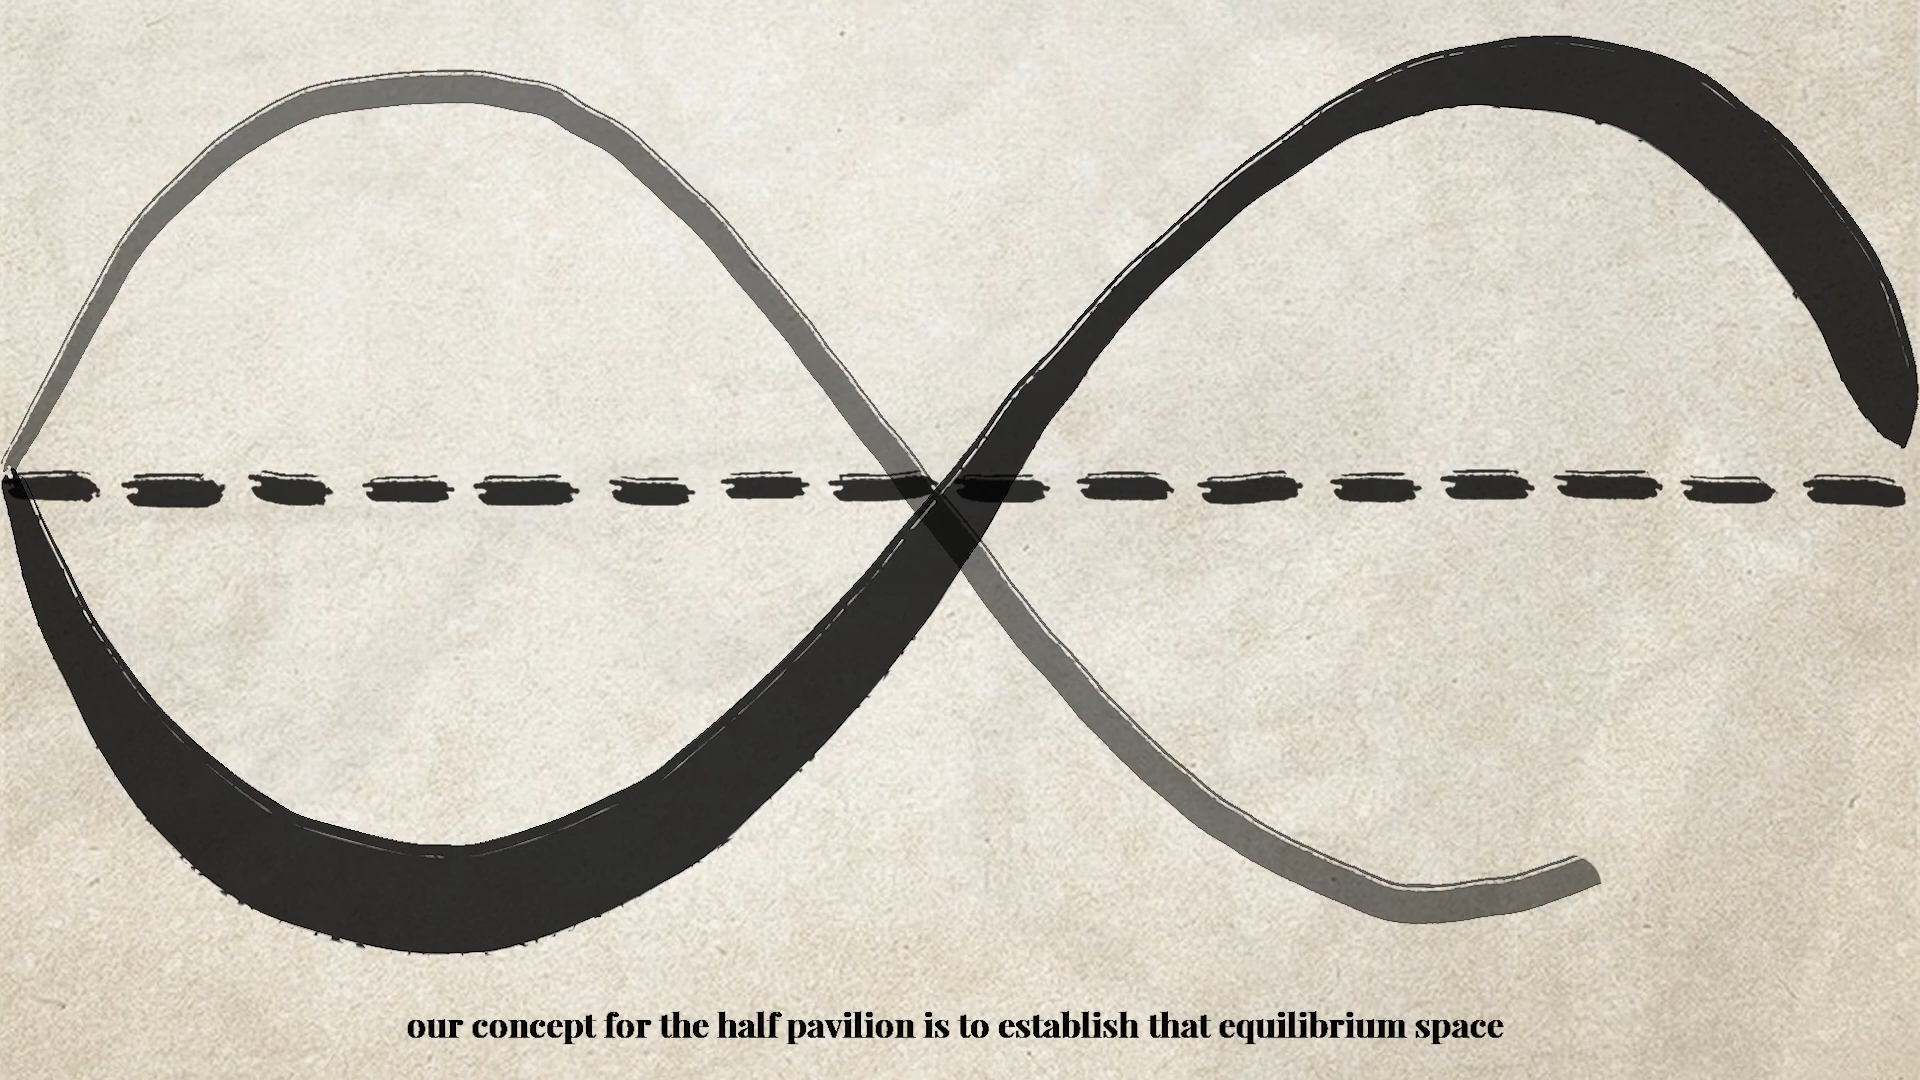 our concept for the half pavilion is to establish that equilibrium space